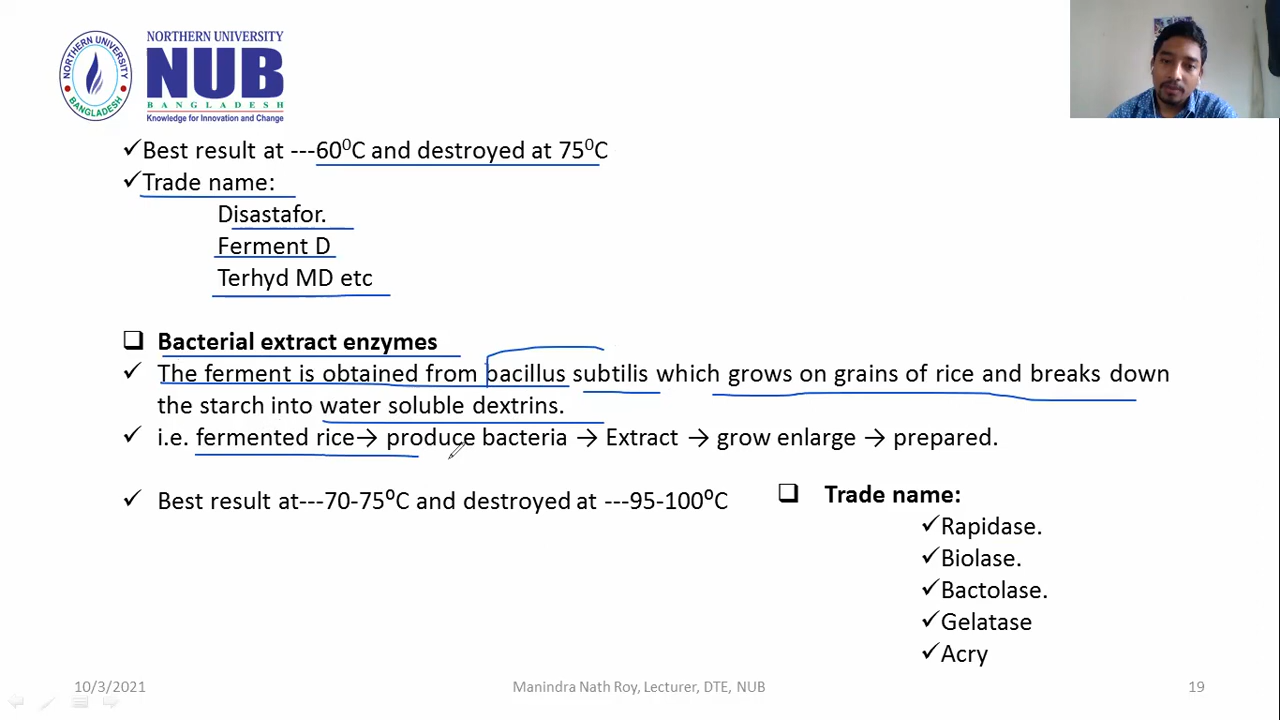 NORTHERN UNIVERSITY
NUB
BANGLADESH
Knowledge for Innovation and Change
NORTHERN UNIVERSITY
BANGLADESH
✓Best result at ---60⁰C and destroyed at 75⁰C
✓Trade name:
Disastafor.
Ferment D
Terhyd MD etc
❑ Bacterial extract enzymes
✓ The ferment is obtained from bacillus subtilis which grows on grains of rice and breaks down
the starch into water soluble dextrins.
✓ i.e. fermented rice→ produce bacteria → Extract → grow enlarge → prepared.
✓ Best result at---70-75⁰C and destroyed at ---95-100⁰C
❑ Trade name:
✓Rapidase.
✓Biolase.
✓Bactolase.
✓Gelatase
✓Acry
10/3/2021
Manindra Nath Roy, Lecturer, DTE, NUB
19